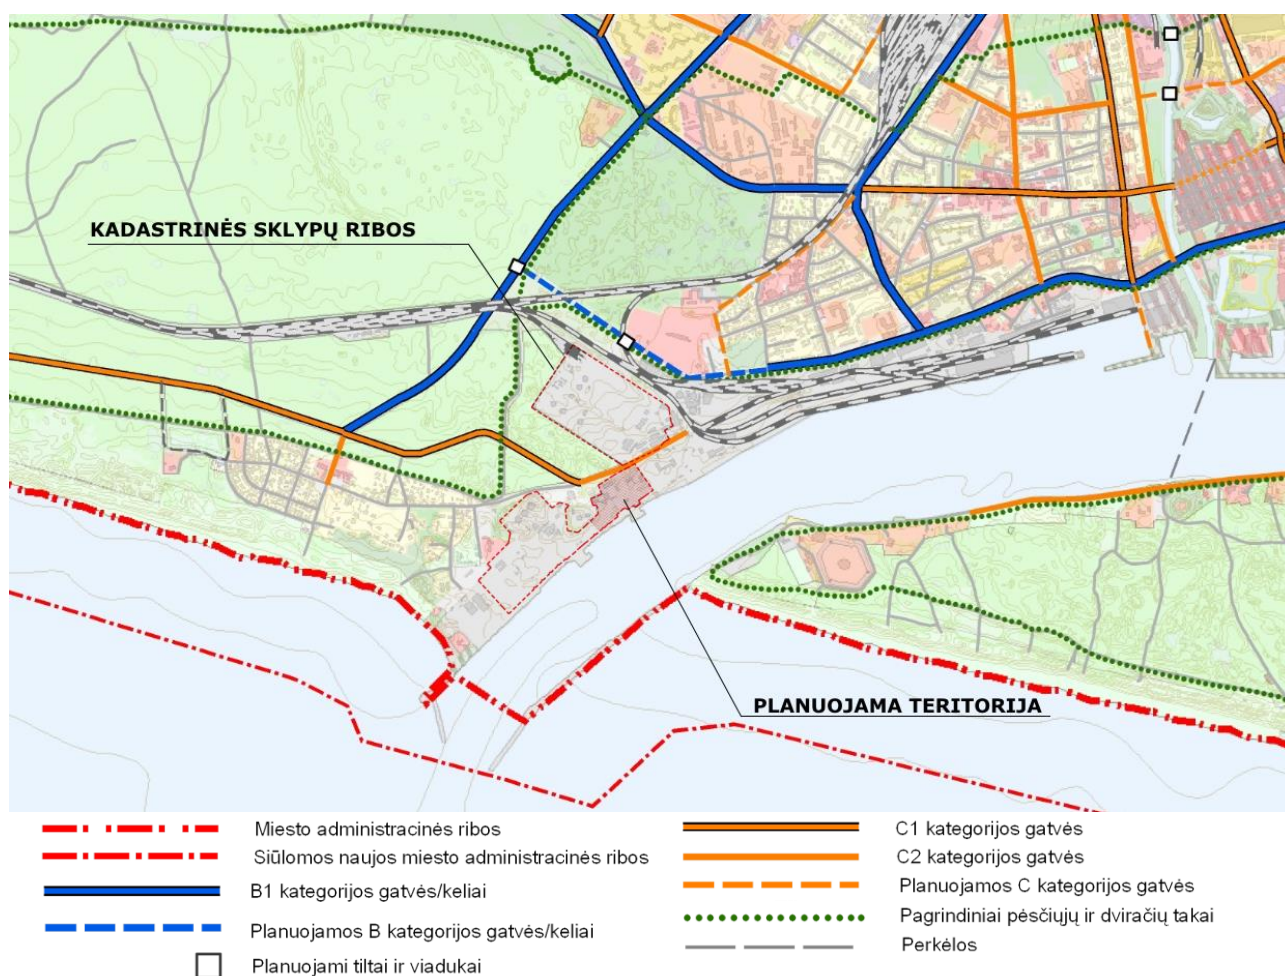 KADASTRINĖS SKLYPŲ RIBOS
PLANUOJAMA TERITORIJA
Miesto administracinės ribos
Siūlomos naujos miesto administracinės ribos
B1 kategorijos gatvės/keliai
Planuojamos B kategorijos gatvės/keliai
Planuojami tiltai ir viadukai
C1 kategorijos gatvės
C2 kategorijos gatvės
Planuojamos C kategorijos gatvės
Pagrindiniai pėsčiųjų ir dviračių takai
Perkėlos